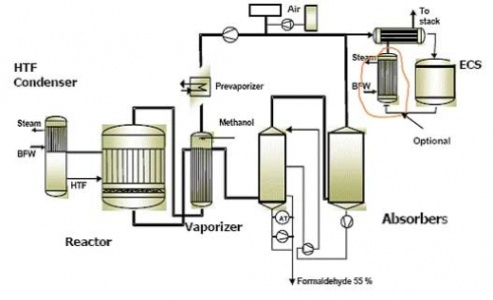 Air
To
stack
Steam
ECS
HTF
Condenser
Prevaporizer
BFW
Steam
Methanol
Optional
BFW
HTF
Vaporizer
Absorbers
Reactor
Formaldehyde 55 %